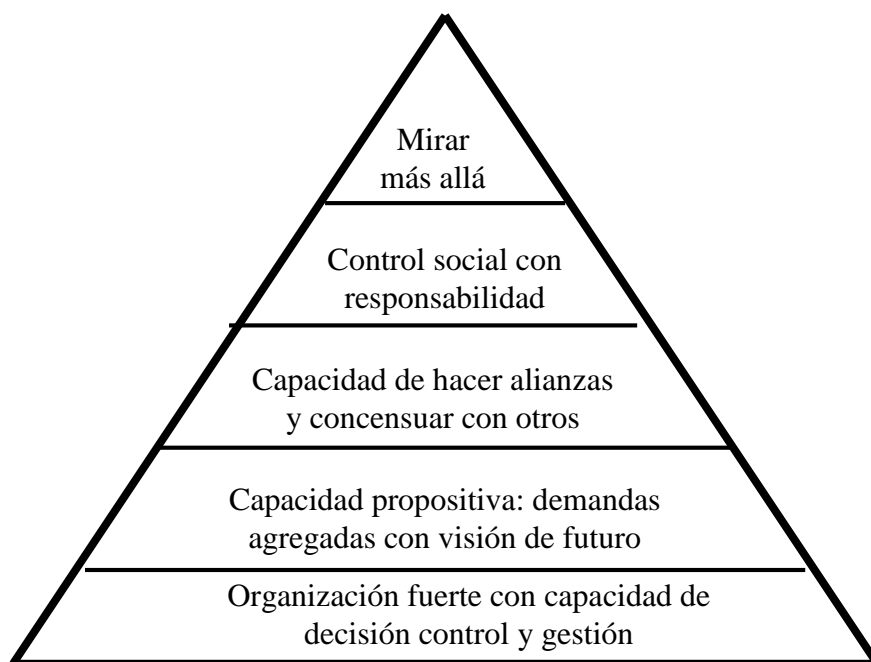 Mirar
más allá
Control social con
responsabilidad
Capacidad de hacer alianzas
y concensuar con otros
Capacidad propositiva: demandas
agregadas con visión de futuro
Organización fuerte con capacidad de
decisión control y gestión